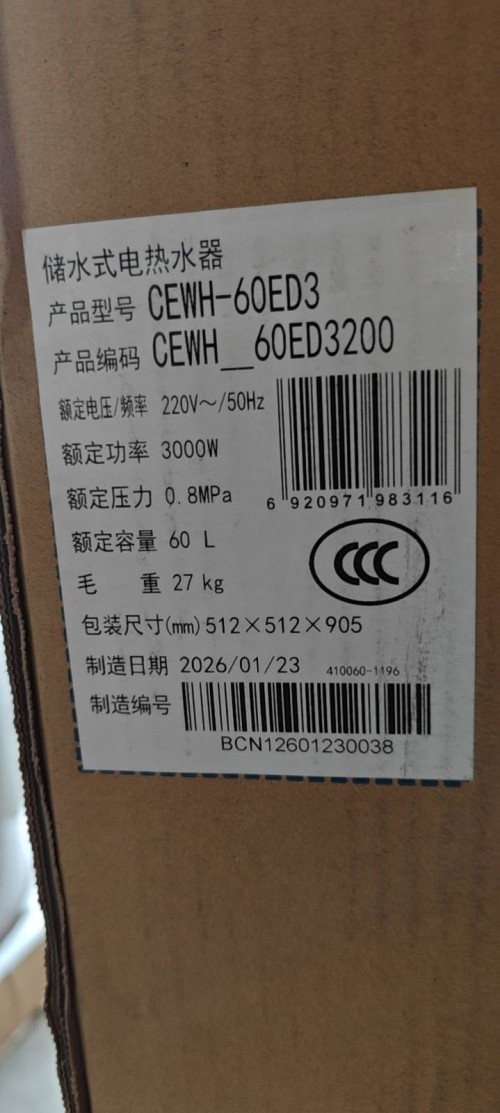 储水式电热水器
产品型号 CEWH-60ED3
产品编码 CEWH__60ED3200
额定电压/频率 220V～/50Hz
额定功率 3000W
额定压力 0.8MPa
6 920971 983116
额定容量 60 L
CCC
毛 重 27 kg
包装尺寸(mm) 512×512×905
制造日期 2026/01/23 410060-1196
制造编号
BCN12601230038